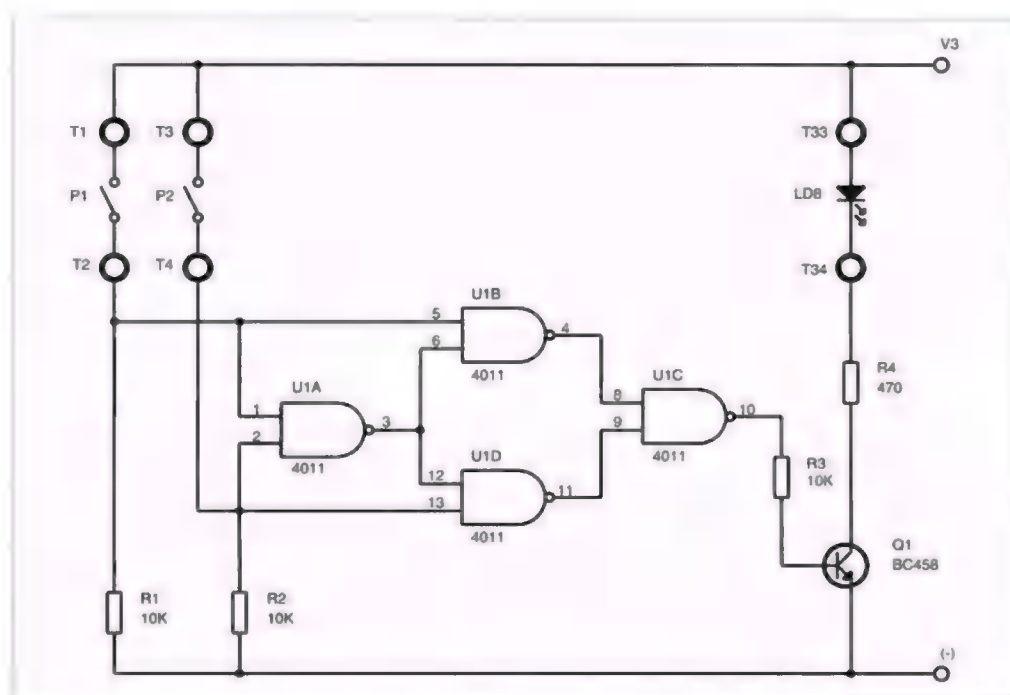 V3
T1
T3
T33
P1
P2
LD8
T2
T4
T34
U1B
5
4
6
4011
R4
470
U1A
U1C
1
8
3
10
2
9
4011
4011
U1D
12
R3
10K
11
13
4011
Q1
BC458
R1
10K
R2
10K
(-)